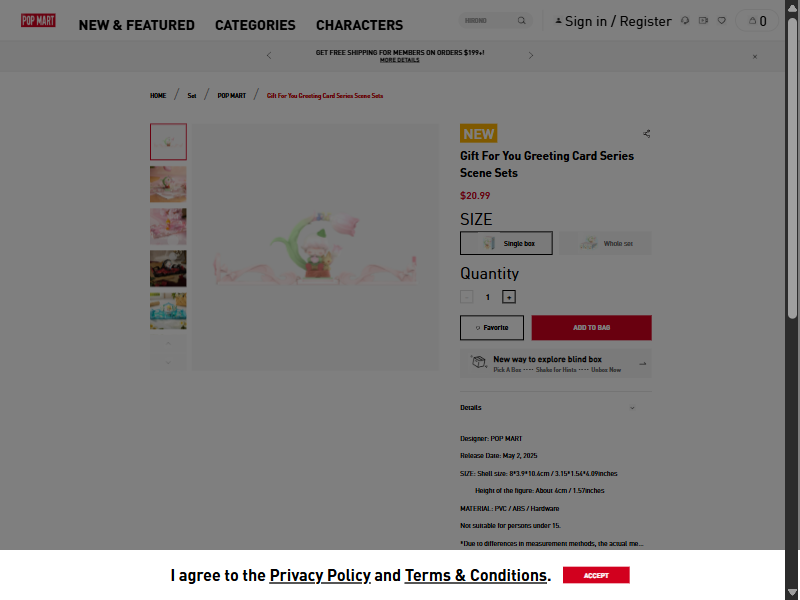 POP MART
NEW & FEATURED
CATEGORIES
CHARACTERS
HIRONO
Sign in / Register
0
GET FREE SHIPPING FOR MEMBERS ON ORDERS $199+!
MORE DETAILS
HOME / Set / POP MART / Gift For You Greeting Card Series Scene Sets
NEW
Gift For You Greeting Card Series
Scene Sets
$20.99
SIZE
Single box
Whole set
Quantity
- 1 +
Favorite
ADD TO BAG
New way to explore blind box
Pick A Box ---- Shake for Hints ---- Unbox Now
Details
Designer: POP MART
Release Date: May 2, 2025
SIZE: Shell size: 8*3.9*10.4cm / 3.15*1.54*4.09inches
Height of the figure: About 4cm / 1.57inches
MATERIAL: PVC / ABS / Hardware
Not suitable for persons under 15.
*Due to differences in measurement methods, the actual me...
I agree to the Privacy Policy and Terms & Conditions.
ACCEPT